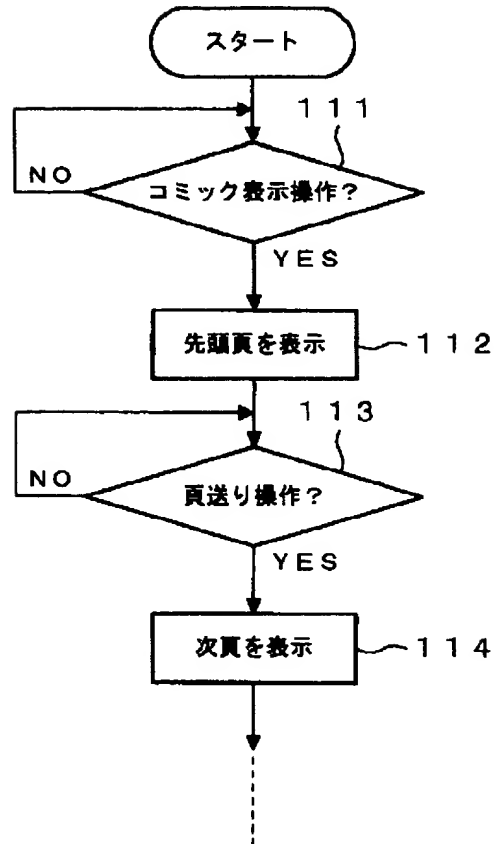 スタート
１１１
NO
コミック表示操作？
YES
先頭頁を表示
１１２
１１３
NO
頁送り操作？
YES
次頁を表示
１１４